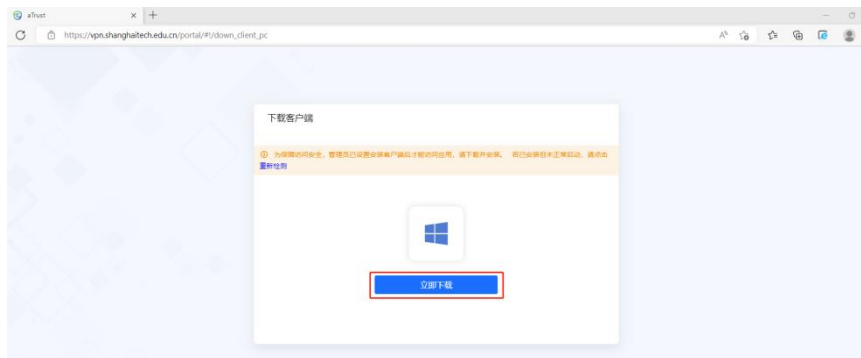 aTrust
https://vpn.shanghaitech.edu.cn/portal/#!/down_client_pc
下载客户端
为保障访问安全，管理员已设置安装客户端后才能访问应用，请下载并安装。 若已安装但未正常启动，请点击
重新检测
立即下载